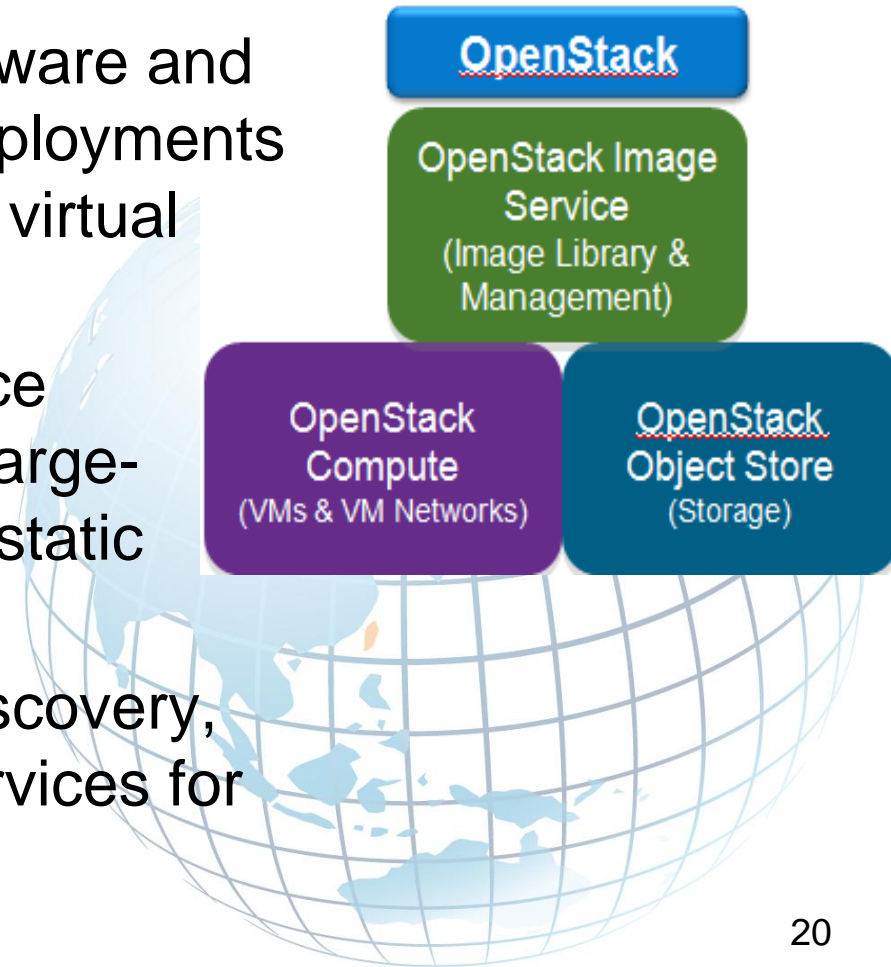 ware and
ployments
virtual
ce
arge-
static
scovery,
rvices for
OpenStack
OpenStack Image
Service
(Image Library &
Management)
OpenStack
Compute
(VMs & VM Networks)
OpenStack
Object Store
(Storage)
20